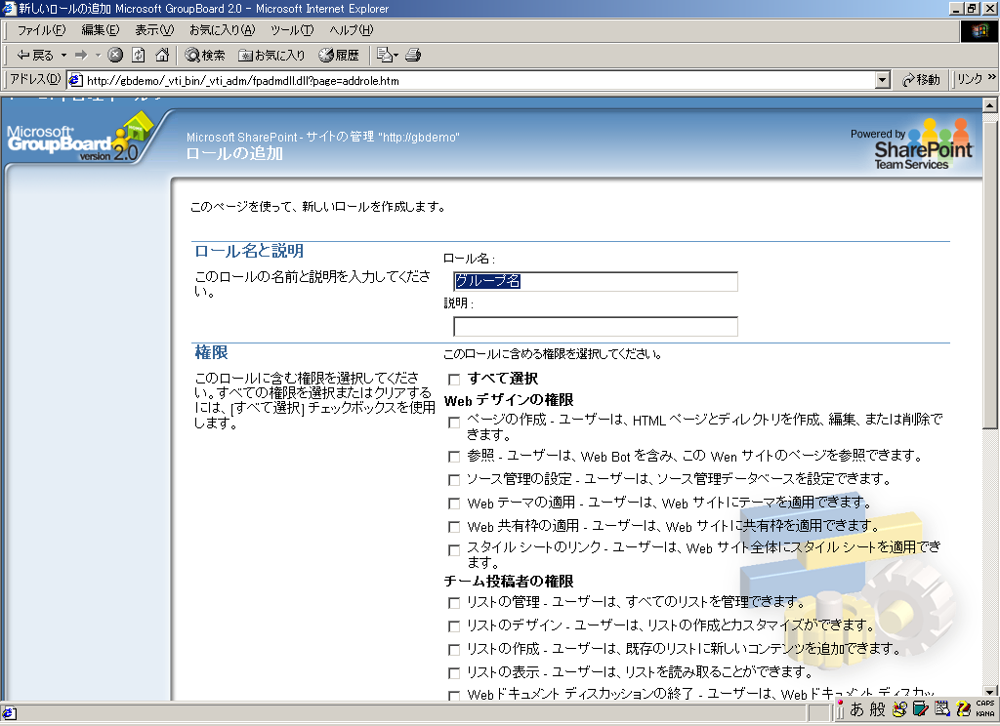 新しいロールの追加 Microsoft GroupBoard 2.0 - Microsoft Internet Explorer
ファイル(F) 編集(E) 表示(V) お気に入り(A) ツール(T) ヘルプ(H)
戻る 検索 お気に入り 履歴
アドレス(D) http://gbdemo/_vti_bin/_vti_adm/fpadmdll.dll?page=addrole.htm 移動 リンク »
Microsoft
GroupBoard
version 2.0
Microsoft SharePoint - サイトの管理 "http://gbdemo"
ロールの追加
Powered by
SharePoint
Team Services
このページを使って、新しいロールを作成します。
ロール名と説明
このロールの名前と説明を入力してくださ
い。
ロール名 :
グループ名
説明 :
権限
このロールに含む権限を選択してくださ
い。すべての権限を選択またはクリアする
には、[すべて選択] チェックボックスを使用
します。
このロールに含める権限を選択してください。
すべて選択
Web デザインの権限
ページの作成 - ユーザーは、HTML ページとディレクトリを作成、編集、または削除で
きます。
参照 - ユーザーは、Web Bot を含み、この Wen サイトのページを参照できます。
ソース管理の設定 - ユーザーは、ソース管理データベースを設定できます。
Web テーマの適用 - ユーザーは、Web サイトにテーマを適用できます。
Web 共有枠の適用 - ユーザーは、Web サイトに共有枠を適用できます。
スタイル シートのリンク - ユーザーは、Web サイト全体にスタイル シートを適用でき
ます。
チーム投稿者の権限
リストの管理 - ユーザーは、すべてのリストを管理できます。
リストのデザイン - ユーザーは、リストの作成とカスタマイズができます。
リストの作成 - ユーザーは、既存のリストに新しいコンテンツを追加できます。
リストの表示 - ユーザーは、リストを読み取ることができます。
Web ドキュメント ディスカッションの終了 - ユーザーは、Web ドキュメント ディスカッ
あ 般 CAPS
KANA